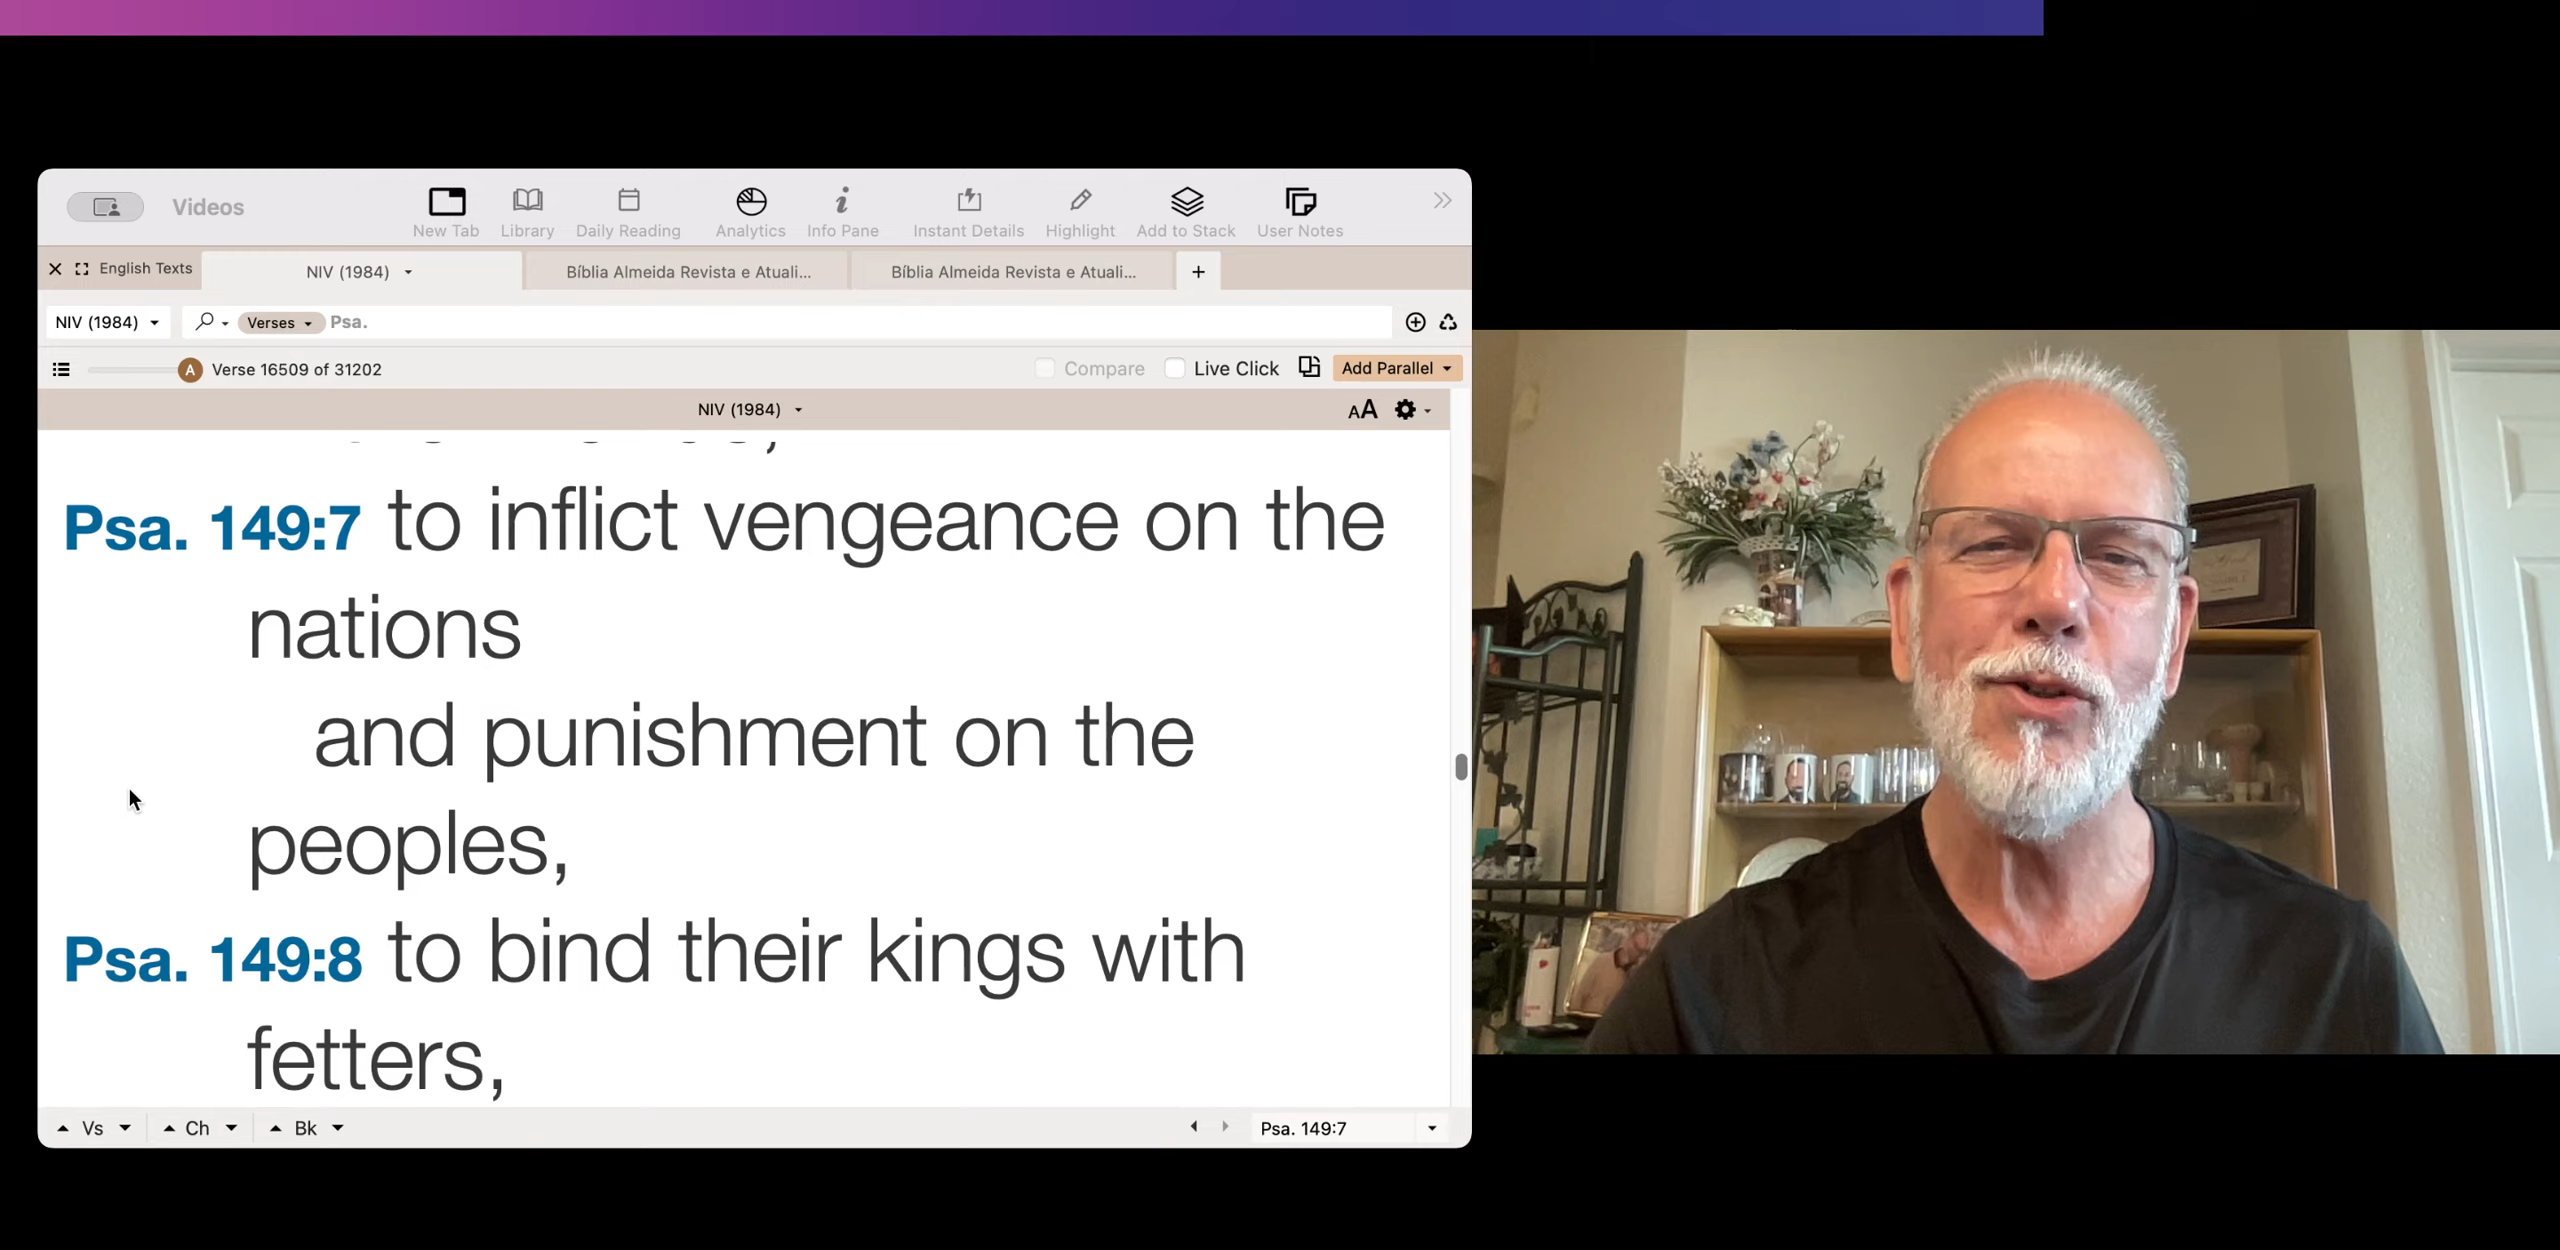 Videos
New Tab
Library
Daily Reading
Analytics
Info Pane
Instant Details
Highlight
Add to Stack
User Notes
English Texts
NIV (1984)
Bíblia Almeida Revista e Atuali...
Bíblia Almeida Revista e Atuali...
NIV (1984)
Verses
Psa.
A
Verse 16509 of 31202
Compare
Live Click
Add Parallel
NIV (1984)
AA
Psa. 149:7 to inflict vengeance on the
nations
and punishment on the
peoples,
Psa. 149:8 to bind their kings with
fetters,
Vs
Ch
Bk
Psa. 149:7